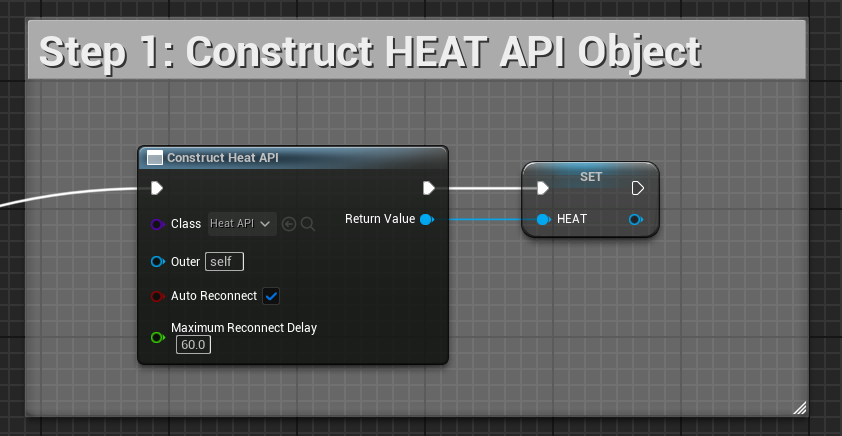 Step 1: Construct HEAT API Object
Construct Heat API
SET
Class Heat API
Return Value
HEAT
Outer self
Auto Reconnect
Maximum Reconnect Delay
60.0